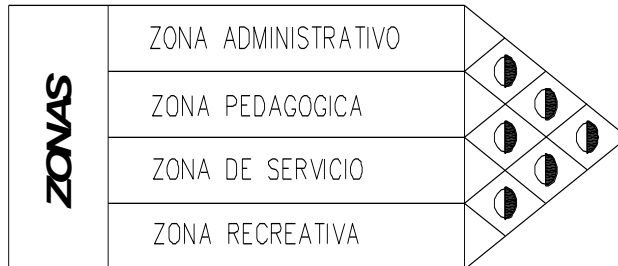 ZONAS
ZONA ADMINISTRATIVO
ZONA PEDAGOGICA
ZONA DE SERVICIO
ZONA RECREATIVA